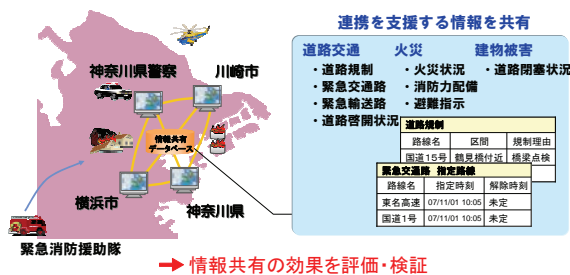 連携を支援する情報を共有
道路交通
・道路規制
・緊急交通路
・緊急輸送路
・道路啓開状況
火災
・火災状況
・消防力配備
・避難指示
建物被害
・道路閉塞状況
道路規制
路線名 区間 規制理由
国道15号 鶴見橋付近 橋梁点検
緊急交通路 指定路線
路線名 指定時刻 解除時刻
東名高速 07/11/01 10:05 未定
国道1号 07/11/01 10:05 未定
神奈川県警察
川崎市
情報共有
データベース
横浜市
神奈川県
緊急消防援助隊
情報共有の効果を評価・検証